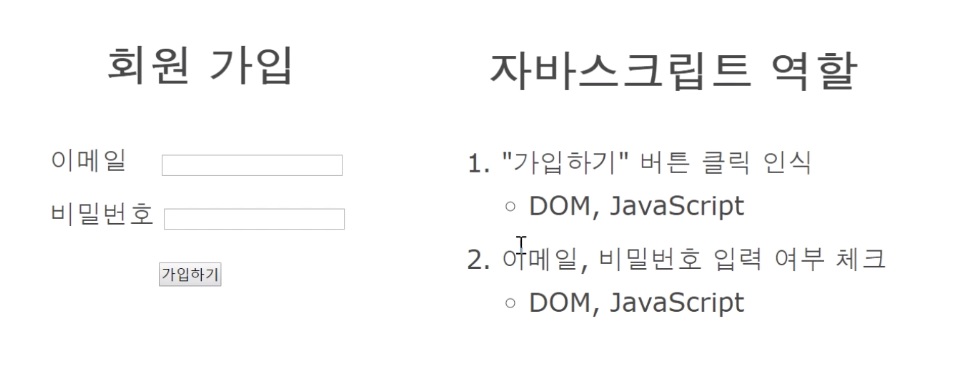 회원 가입
이메일
비밀번호
가입하기
자바스크립트 역할
1. "가입하기" 버튼 클릭 인식
○ DOM, JavaScript
2. 이메일, 비밀번호 입력 여부 체크
○ DOM, JavaScript